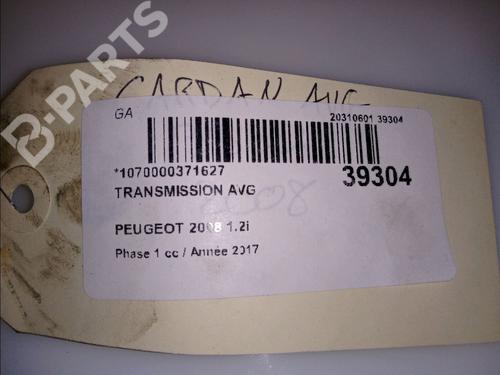 B-PARTS
CARDAN AVG
GA
20310601 39304
*1070000371627
39304
TRANSMISSION AVG
2008
PEUGEOT 2008 1.2i
Phase 1 cc / Année 2017